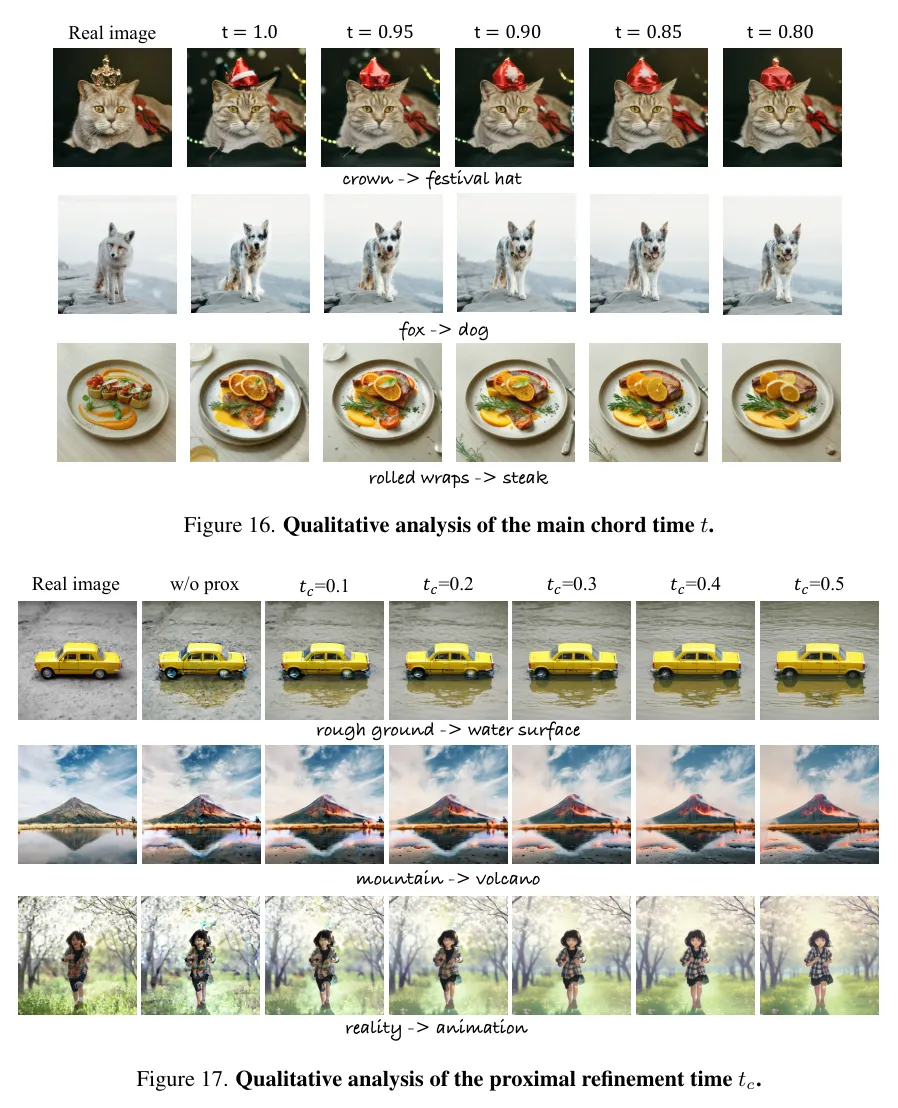 Real image t = 1.0 t = 0.95 t = 0.90 t = 0.85 t = 0.80
crown -> festival hat
fox -> dog
rolled wraps -> steak
Figure 16. Qualitative analysis of the main chord time t.
Real image w/o prox t_c=0.1 t_c=0.2 t_c=0.3 t_c=0.4 t_c=0.5
rough ground -> water surface
mountain -> volcano
reality -> animation
Figure 17. Qualitative analysis of the proximal refinement time t_c.